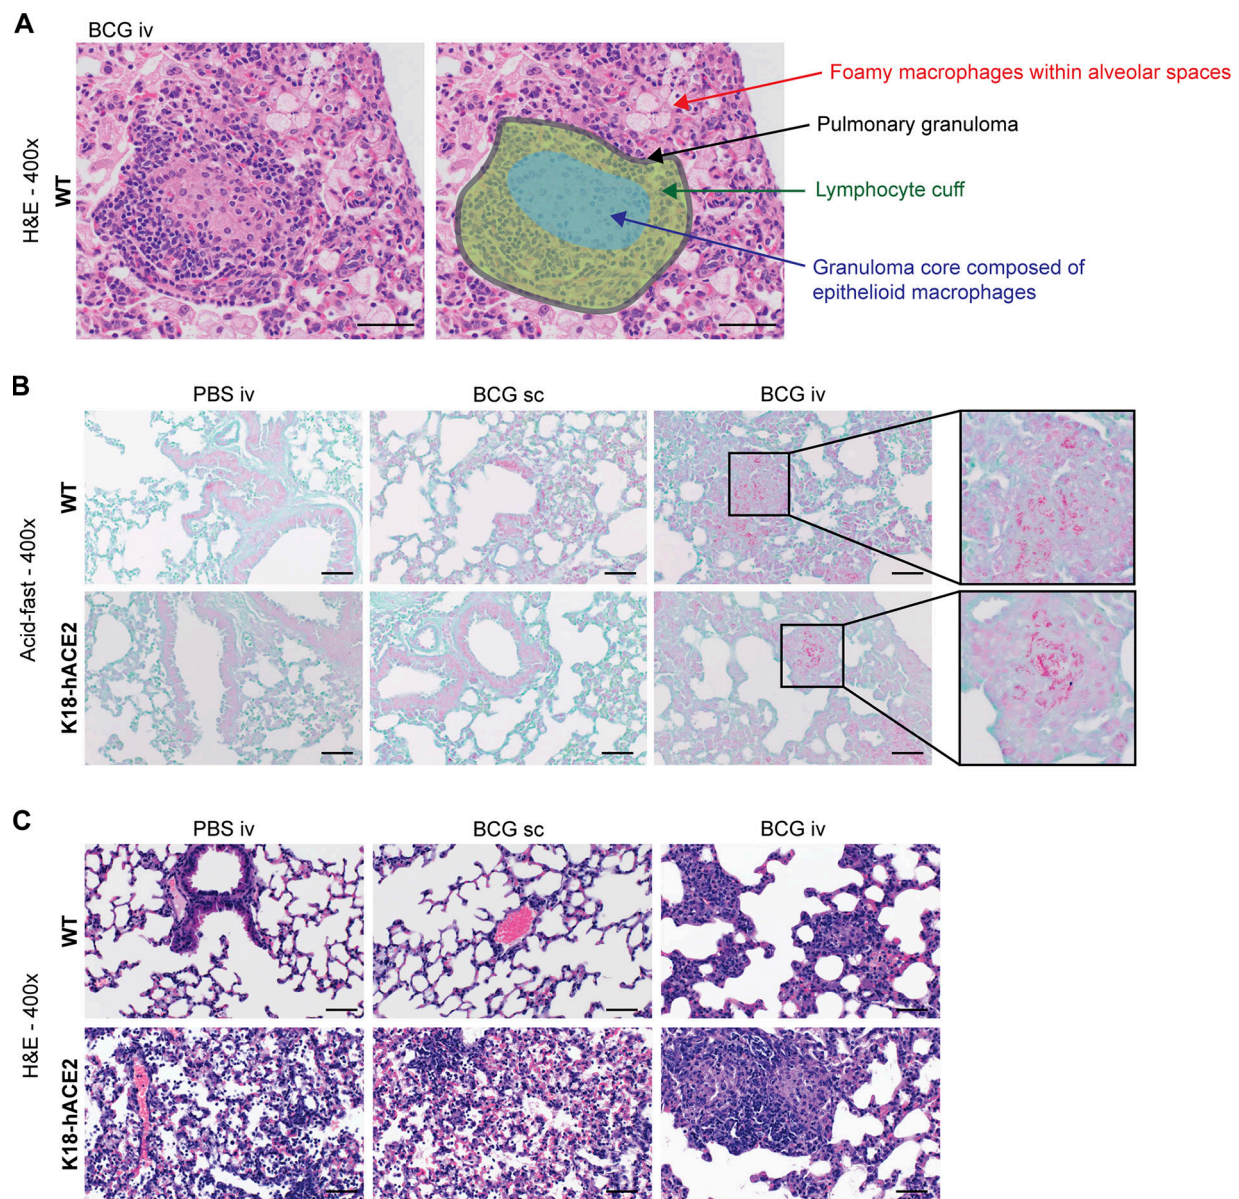 A
BCG iv
H&E - 400x
WT
Foamy macrophages within alveolar spaces
Pulmonary granuloma
Lymphocyte cuff
Granuloma core composed of
epithelioid macrophages
B
PBS iv
BCG sc
BCG iv
Acid-fast - 400x
WT
K18-hACE2
C
PBS iv
BCG sc
BCG iv
H&E - 400x
WT
K18-hACE2